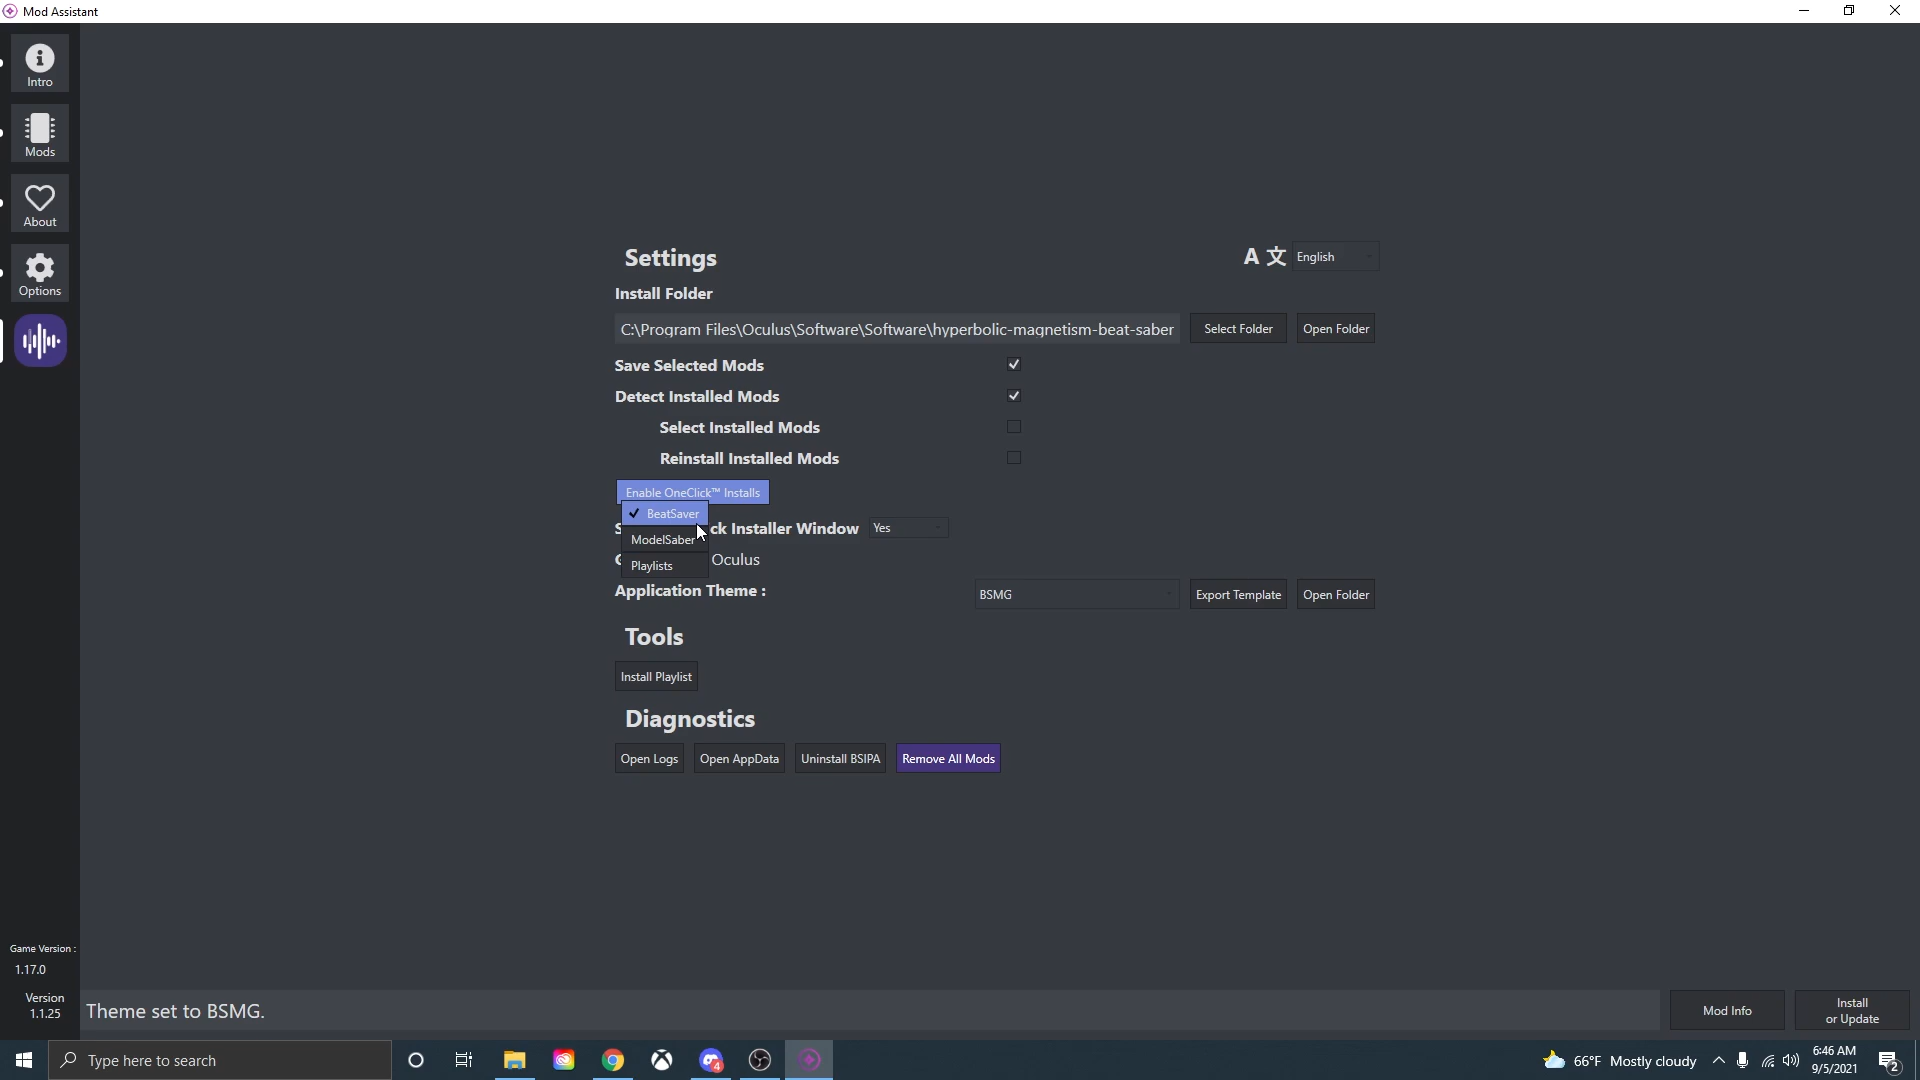 Mod Assistant
Intro
Mods
About
Options
Settings
A 文 English
Install Folder
C:\Program Files\Oculus\Software\Software\hyperbolic-magnetism-beat-saber Select Folder Open Folder
Save Selected Mods
Detect Installed Mods
Select Installed Mods
Reinstall Installed Mods
Enable OneClick™ Installs
BeatSaver
ck Installer Window Yes
ModelSaber
Oculus
Playlists
Application Theme : BSMG Export Template Open Folder
Tools
Install Playlist
Diagnostics
Open Logs Open AppData Uninstall BSIPA Remove All Mods
Game Version :
1.17.0
Version
1.1.25
Theme set to BSMG.
Mod Info
Install
or Update
Type here to search
4
66°F Mostly cloudy
6:46 AM
9/5/2021
2